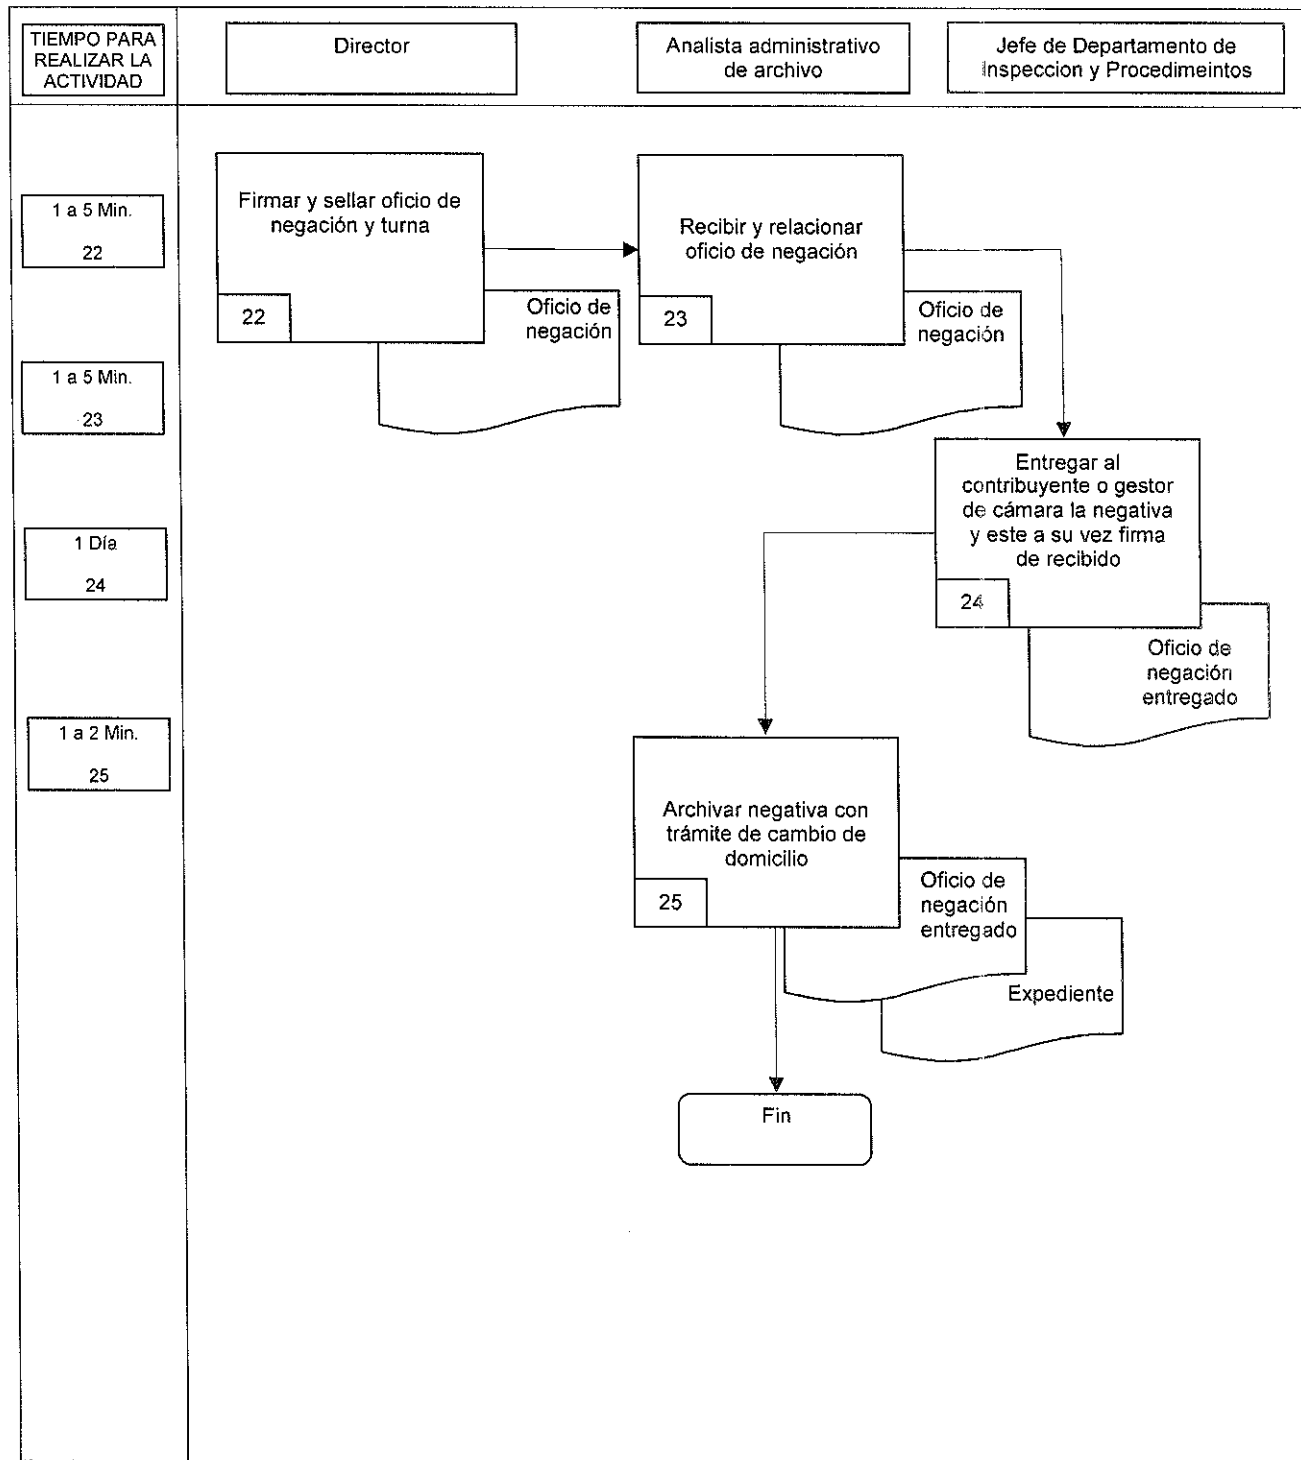 TIEMPO PARA
REALIZAR LA
ACTIVIDAD
Director
Analista administrativo
de archivo
Jefe de Departamento de
Inspeccion y Procedimeintos
1 a 5 Min.
22
Firmar y sellar oficio de
negación y turna
22
Oficio de
negación
Recibir y relacionar
oficio de negación
23
Oficio de
negación
1 a 5 Min.
23
Entregar al
contribuyente o gestor
de cámara la negativa
y este a su vez firma
de recibido
24
Oficio de
negación
entregado
1 Día
24
1 a 2 Min.
25
Archivar negativa con
trámite de cambio de
domicilio
25
Oficio de
negación
entregado
Expediente
Fin